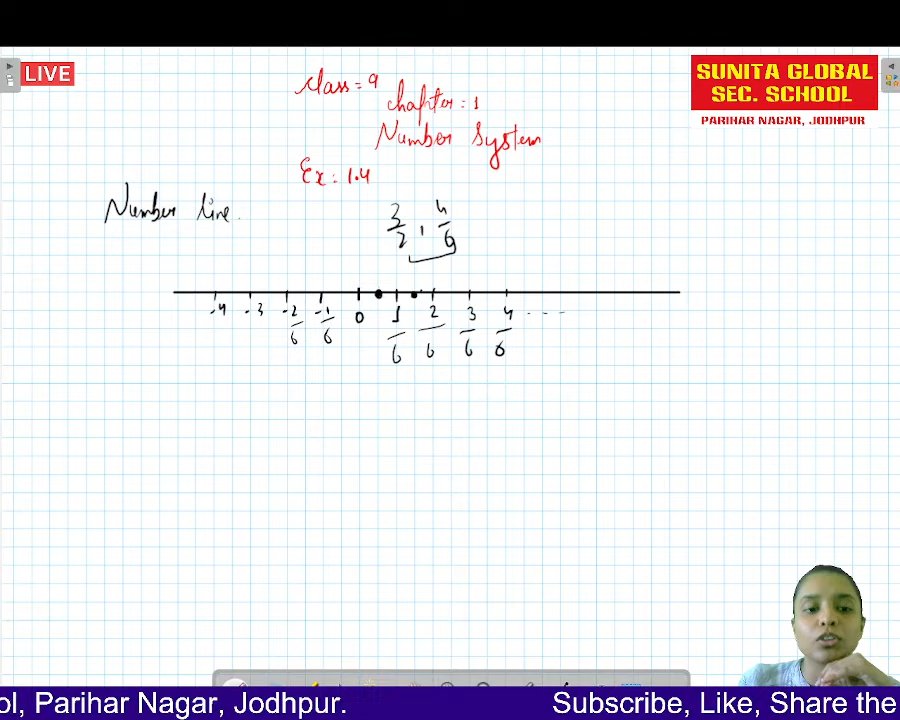 LIVE
Class = 9
Chapter : 1
Number System
Ex : 1.4
SUNITA GLOBAL
SEC. SCHOOL
PARIHAR NAGAR, JODHPUR
Number line.
3/2 , 4/6
-4 -3 -2/6 -1/6 0 1/6 2/6 3/6 4/6 . . . .
ol, Parihar Nagar, Jodhpur. Subscribe, Like, Share the